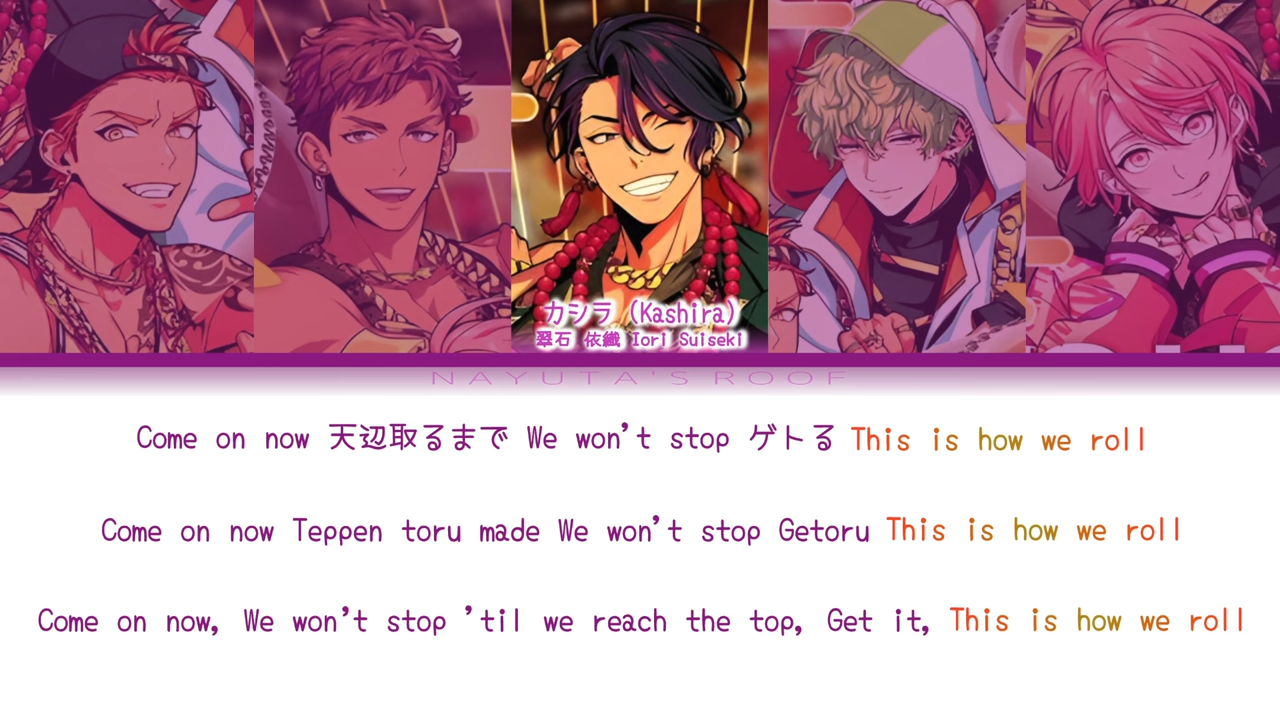 カシラ (Kashira)
翠石 依織 Iori Suiseki
NAYUTA'S ROOF
Come on now 天辺取るまで We won't stop ゲトる This is how we roll
Come on now Teppen toru made We won't stop Getoru This is how we roll
Come on now, We won't stop 'til we reach the top, Get it, This is how we roll